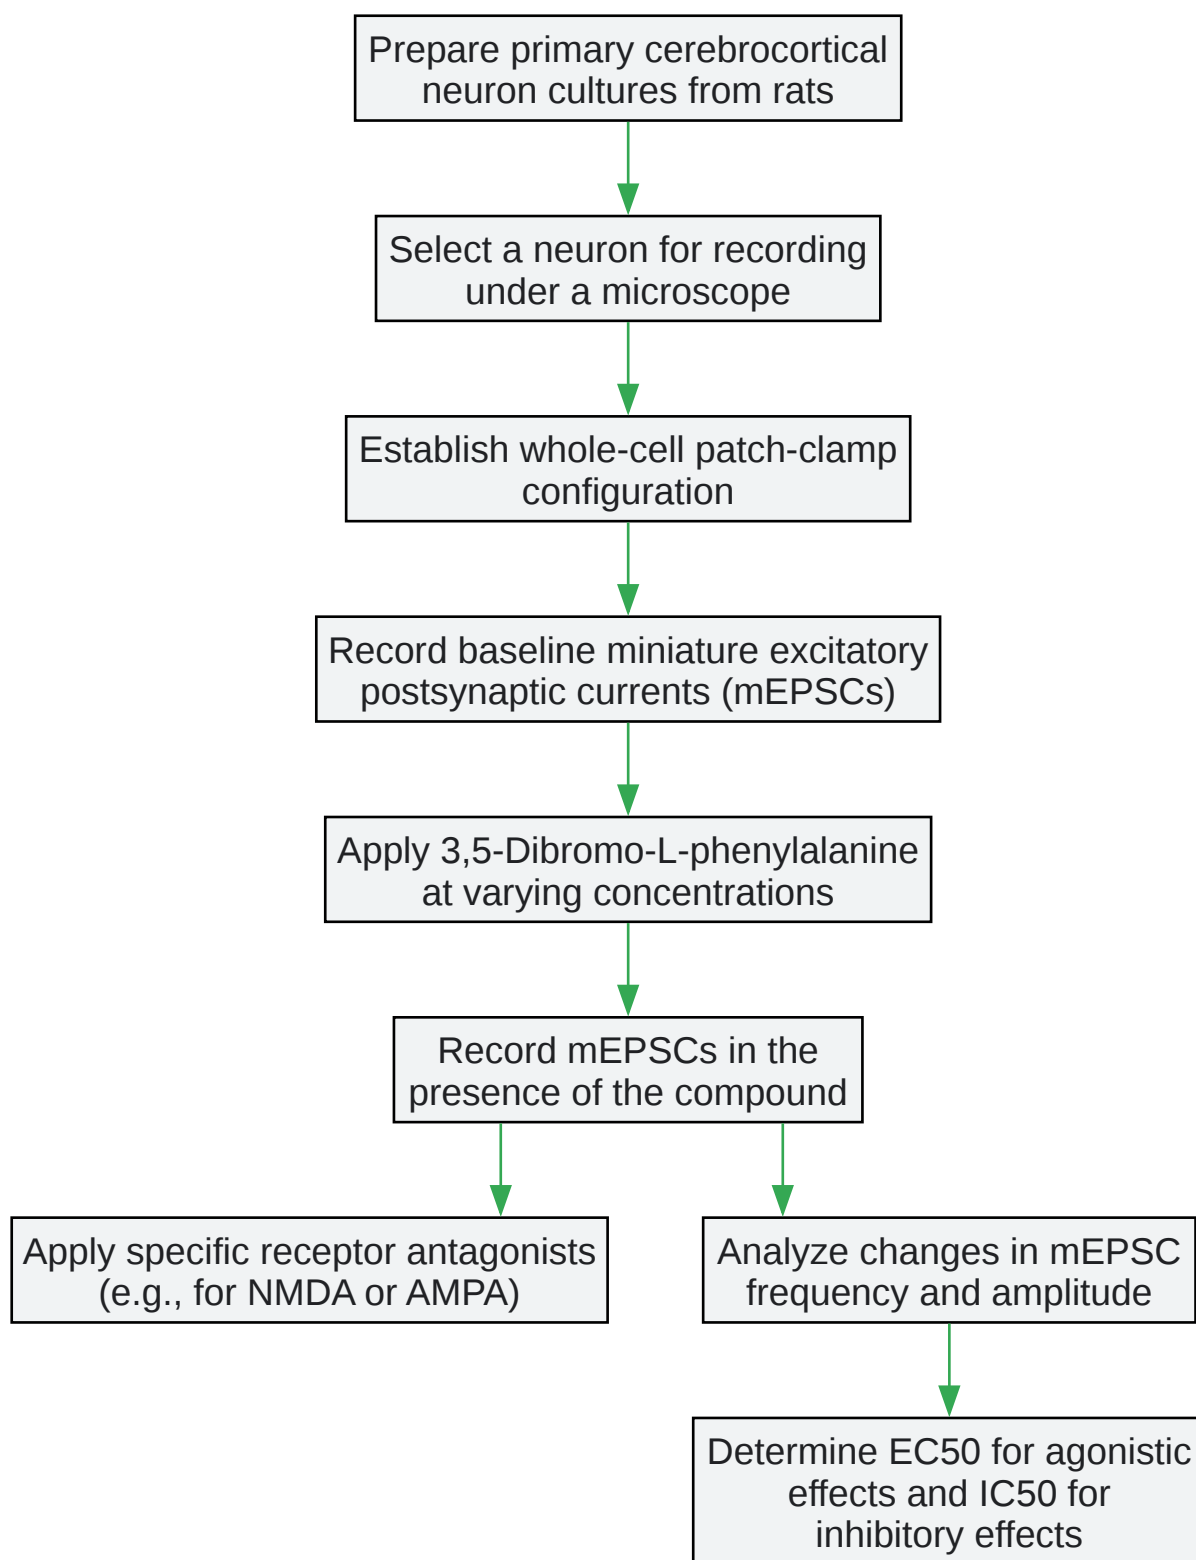 Prepare primary cerebrocortical
neuron cultures from rats
Select a neuron for recording
under a microscope
Establish whole-cell patch-clamp
configuration
Record baseline miniature excitatory
postsynaptic currents (mEPSCs)
Apply 3,5-Dibromo-L-phenylalanine
at varying concentrations
Record mEPSCs in the
presence of the compound
Apply specific receptor antagonists
(e.g., for NMDA or AMPA)
Analyze changes in mEPSC
frequency and amplitude
Determine EC50 for agonistic
effects and IC50 for
inhibitory effects